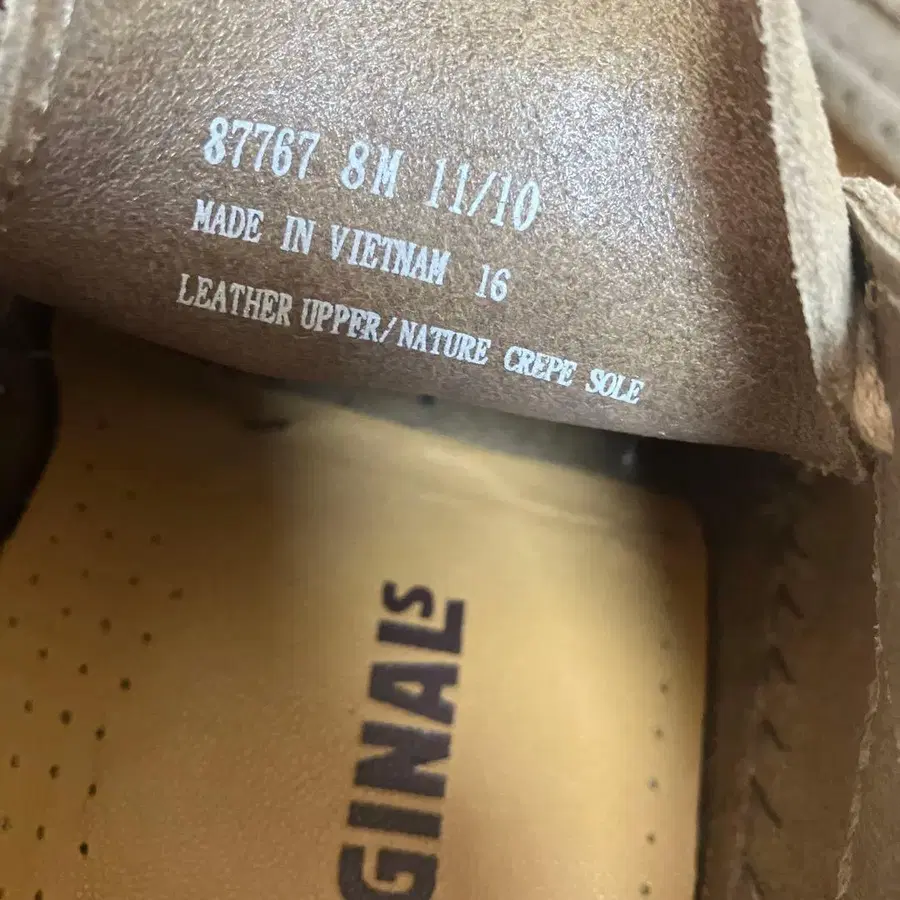 87767 8M 11/10
MADE IN VIETNAM 16
LEATHER UPPER/NATURE CREPE SOLE
GINALS